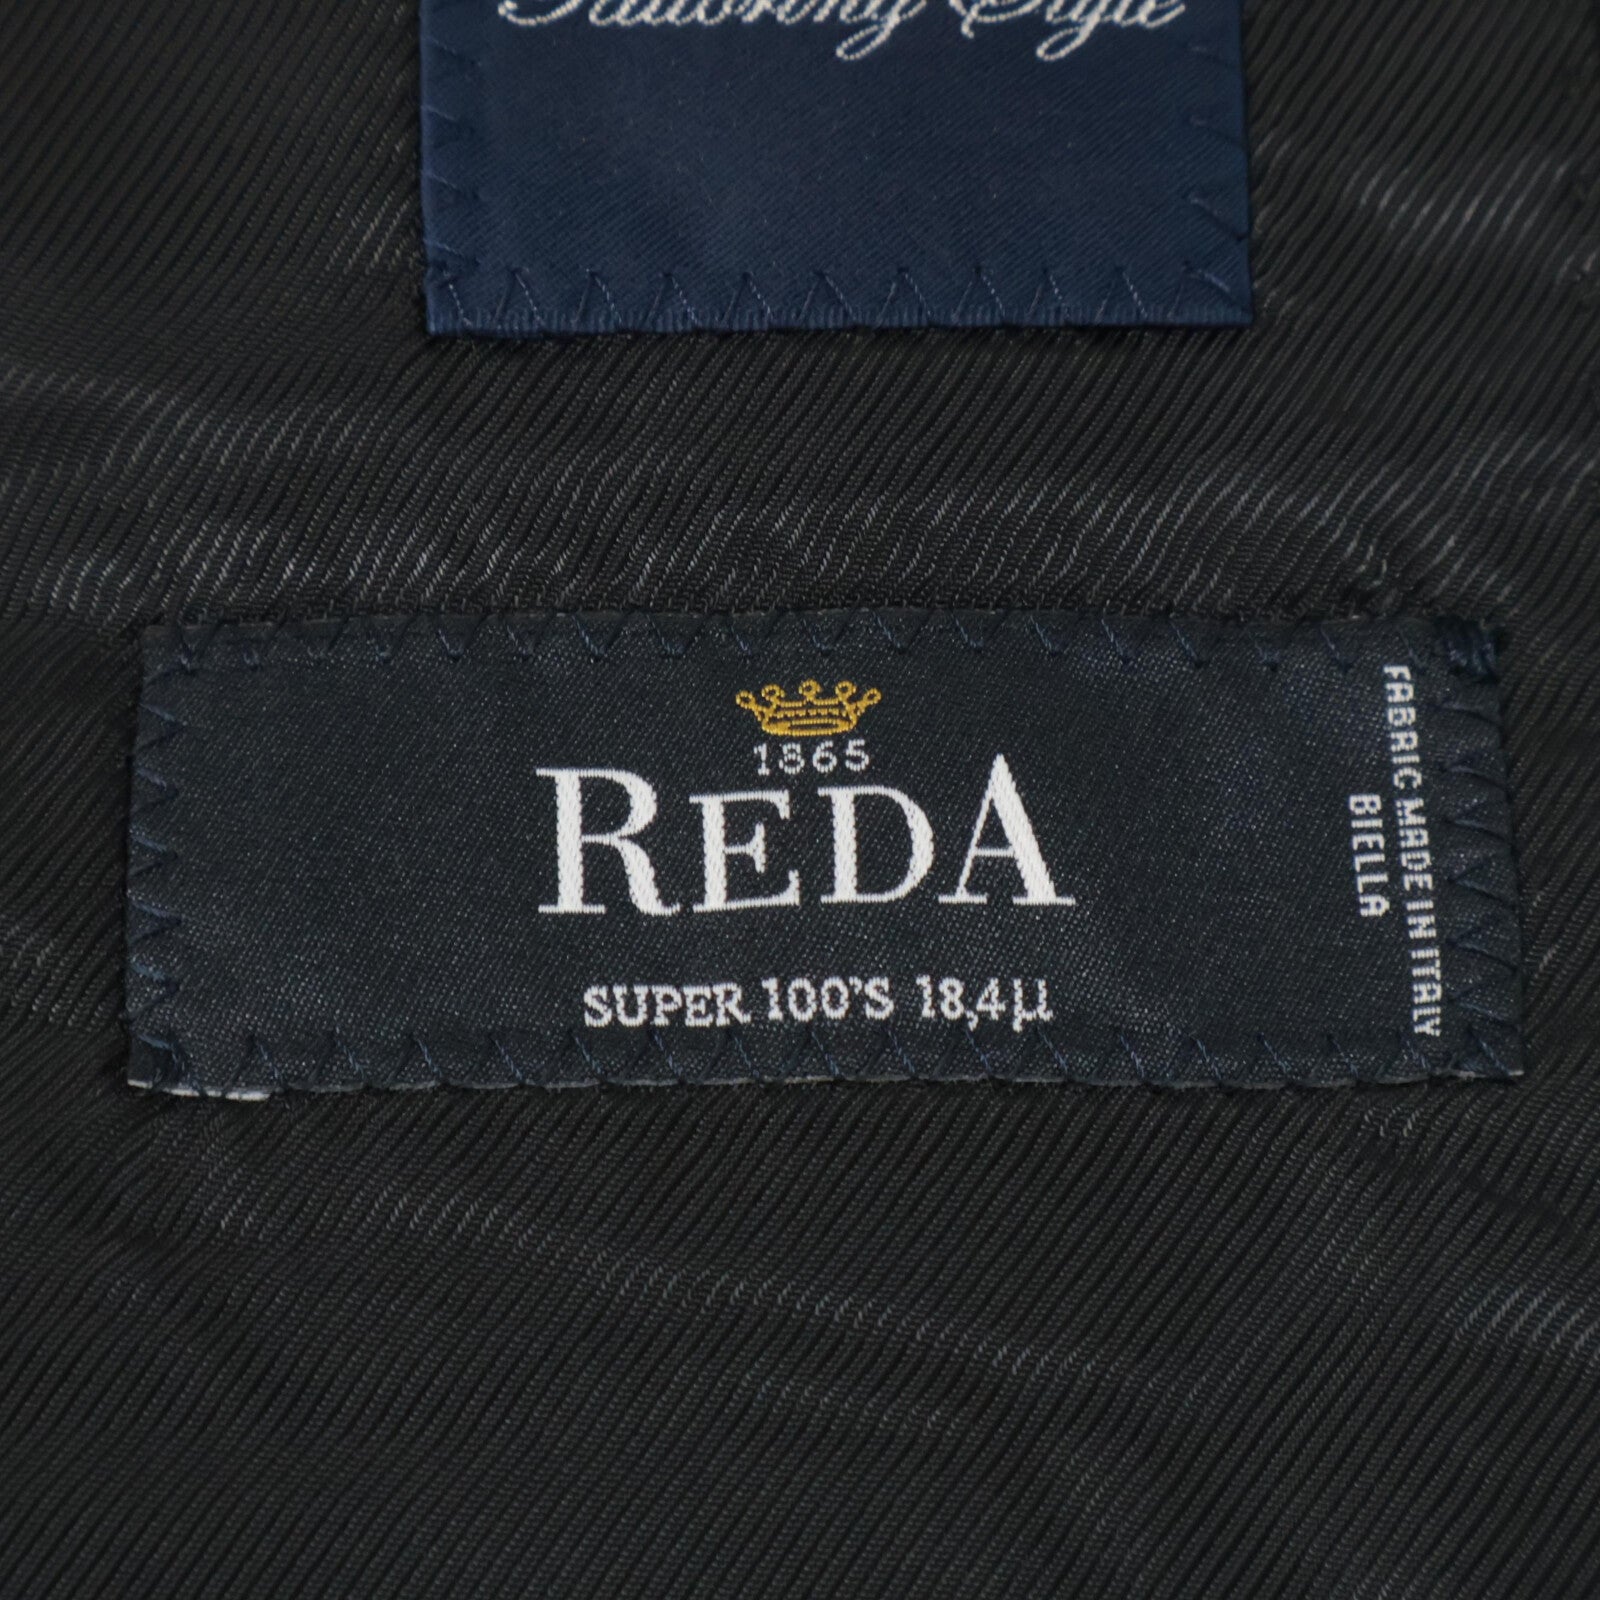 Tailoring Style
1865
REDA
SUPER 100'S 18,4µ
FABRIC MADE IN ITALY
BIELLA